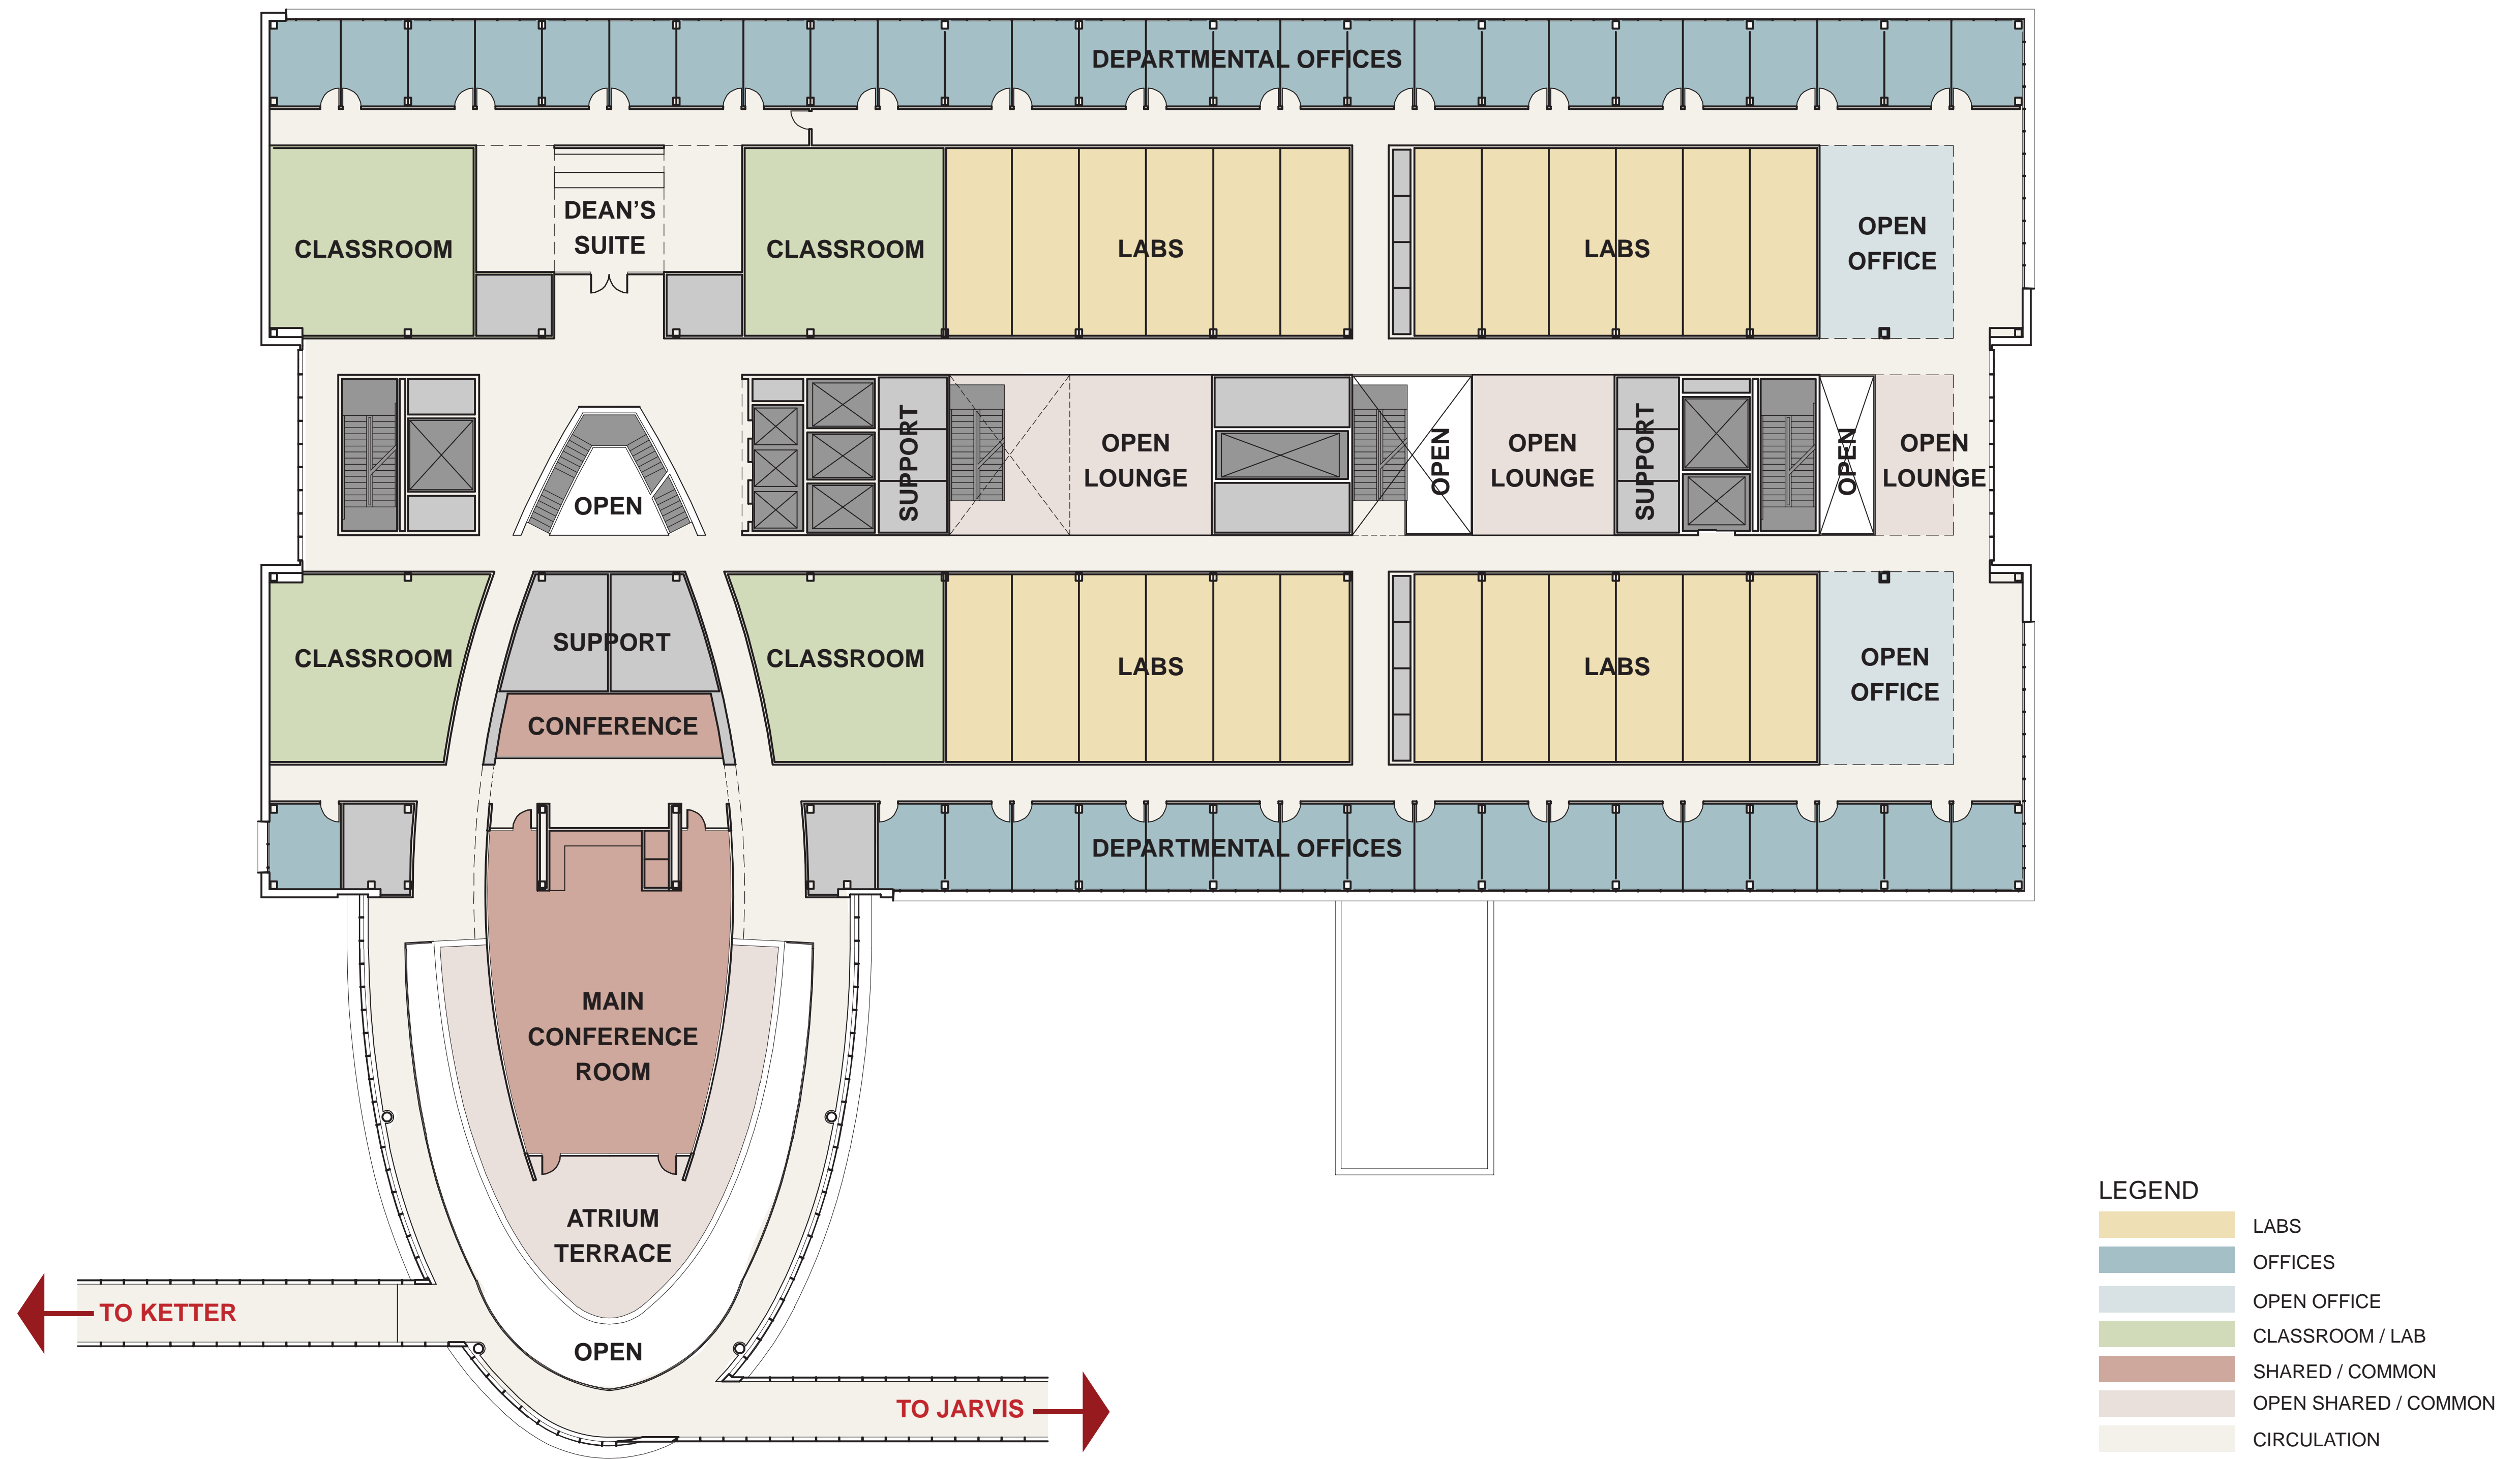 DEPARTMENTAL OFFICES
CLASSROOM
DEAN’S
SUITE
CLASSROOM
LABS
LABS
OPEN
OFFICE
OPEN
SUPPORT
OPEN
LOUNGE
OPEN
OPEN
LOUNGE
SUPPORT
OPEN
OPEN
LOUNGE
CLASSROOM
SUPPORT
CONFERENCE
CLASSROOM
LABS
LABS
OPEN
OFFICE
DEPARTMENTAL OFFICES
MAIN
CONFERENCE
ROOM
ATRIUM
TERRACE
OPEN
TO KETTER
TO JARVIS
LEGEND
LABS
OFFICES
OPEN OFFICE
CLASSROOM / LAB
SHARED / COMMON
OPEN SHARED / COMMON
CIRCULATION